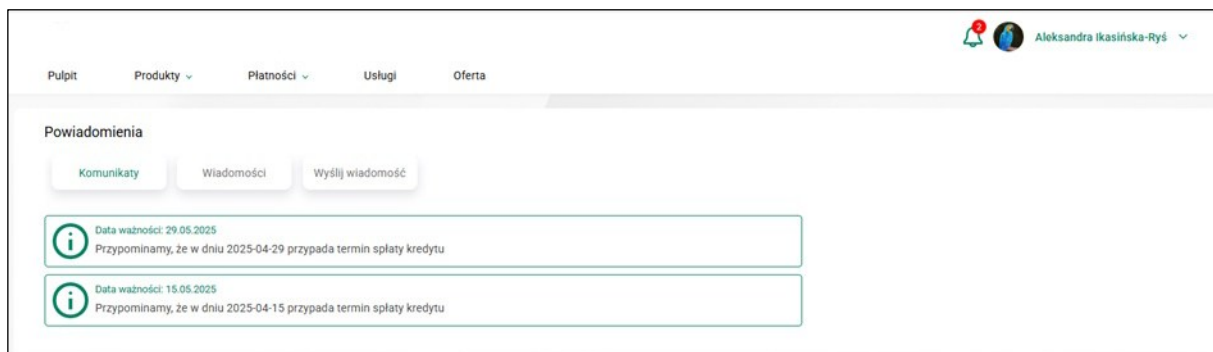 2
Aleksandra Ikasińska-Ryś
Pulpit Produkty Płatności Usługi Oferta
Powiadomienia
Komunikaty Wiadomości Wyślij wiadomość
Data ważności: 29.05.2025
Przypominamy, że w dniu 2025-04-29 przypada termin spłaty kredytu
Data ważności: 15.05.2025
Przypominamy, że w dniu 2025-04-15 przypada termin spłaty kredytu